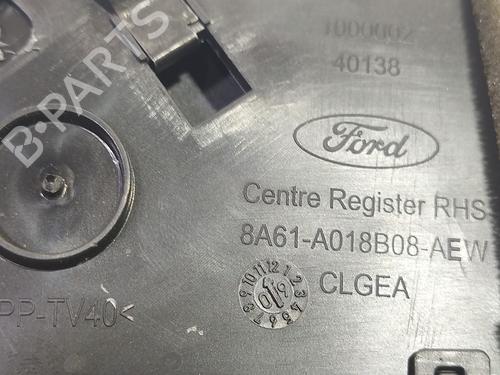 1000002
40138
B-PARTS
Ford
Centre Register RHS
8A61-A018B08-AEW
CLGEA
PP-TV40<